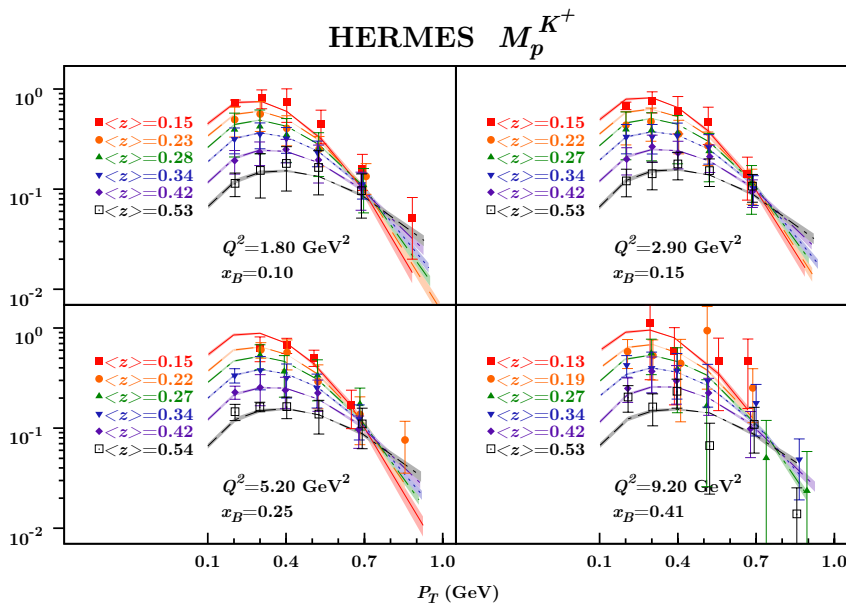 HERMES M_p^{K^+}
10^0
10^{-1}
10^{-2}
<z>=0.15
<z>=0.23
<z>=0.28
<z>=0.34
<z>=0.42
<z>=0.53
Q^2=1.80 GeV^2
x_B=0.10
<z>=0.15
<z>=0.22
<z>=0.27
<z>=0.34
<z>=0.42
<z>=0.53
Q^2=2.90 GeV^2
x_B=0.15
10^0
10^{-1}
10^{-2}
<z>=0.15
<z>=0.22
<z>=0.27
<z>=0.34
<z>=0.42
<z>=0.54
Q^2=5.20 GeV^2
x_B=0.25
<z>=0.13
<z>=0.19
<z>=0.27
<z>=0.34
<z>=0.42
<z>=0.53
Q^2=9.20 GeV^2
x_B=0.41
0.1 0.4 0.7 1.0 0.1 0.4 0.7 1.0
P_T (GeV)